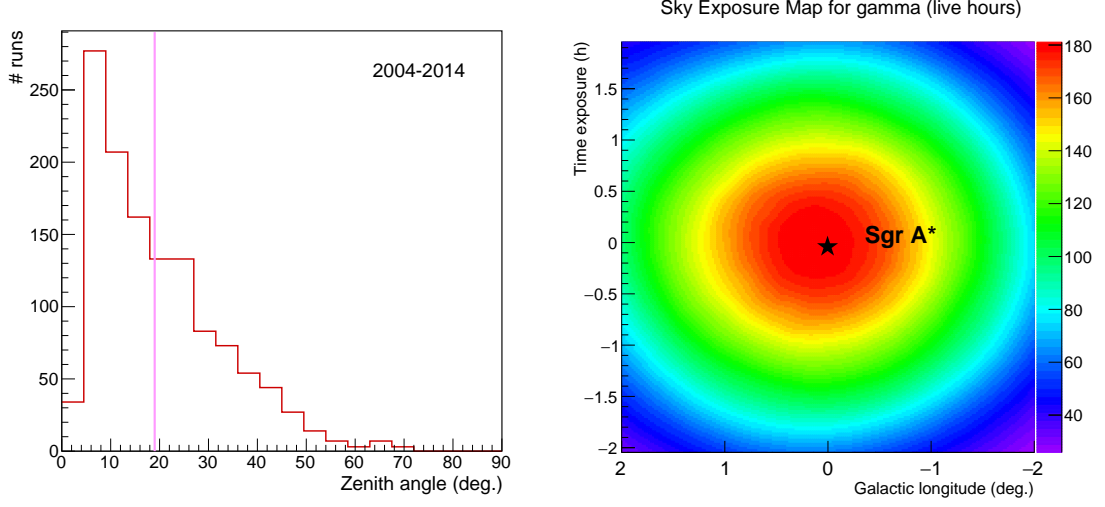 # runs
2004-2014
250
200
150
100
50
0
0 10 20 30 40 50 60 70 80 90
Zenith angle (deg.)
Sky Exposure Map for gamma (live hours)
Time exposure (h)
1.5
1
0.5
0
−0.5
−1
−1.5
−2
Sgr A*
2 1 0 −1 −2
Galactic longitude (deg.)
180
160
140
120
100
80
60
40